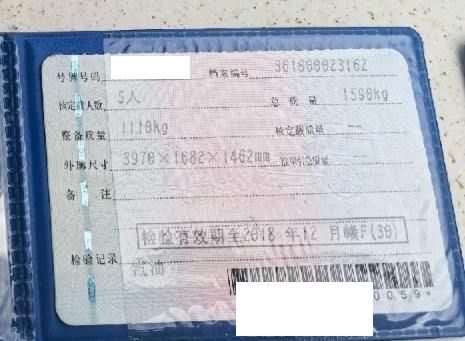 号牌号码 档案编号 361600023162
核定载人数 5人 总质量 1590kg
整备质量 1110kg 核定载质量 --
外廓尺寸 3970×1682×1462mm 准牵引总质量 --
备注
检验有效期至2018年12月赣F(30)
检验记录 汽油
0059*